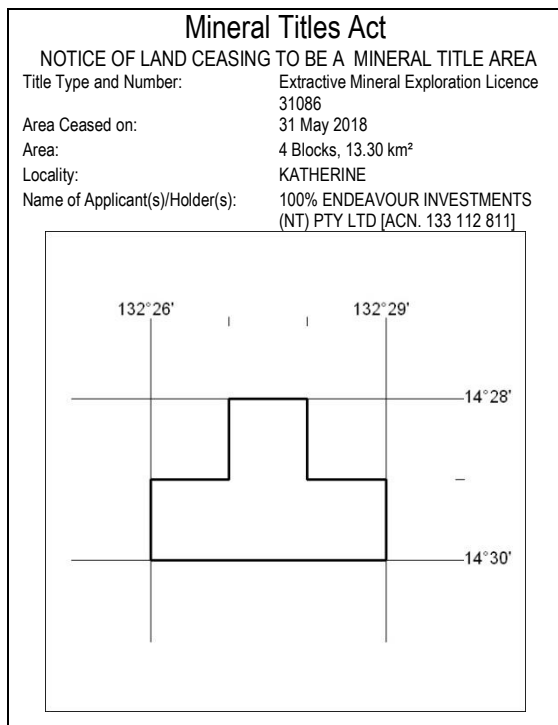 Mineral Titles Act
NOTICE OF LAND CEASING TO BE A MINERAL TITLE AREA
Title Type and Number: Extractive Mineral Exploration Licence
31086
Area Ceased on: 31 May 2018
Area: 4 Blocks, 13.30 km²
Locality: KATHERINE
Name of Applicant(s)/Holder(s): 100% ENDEAVOUR INVESTMENTS
(NT) PTY LTD [ACN. 133 112 811]
132°26' 132°29'
14°28'
14°30'